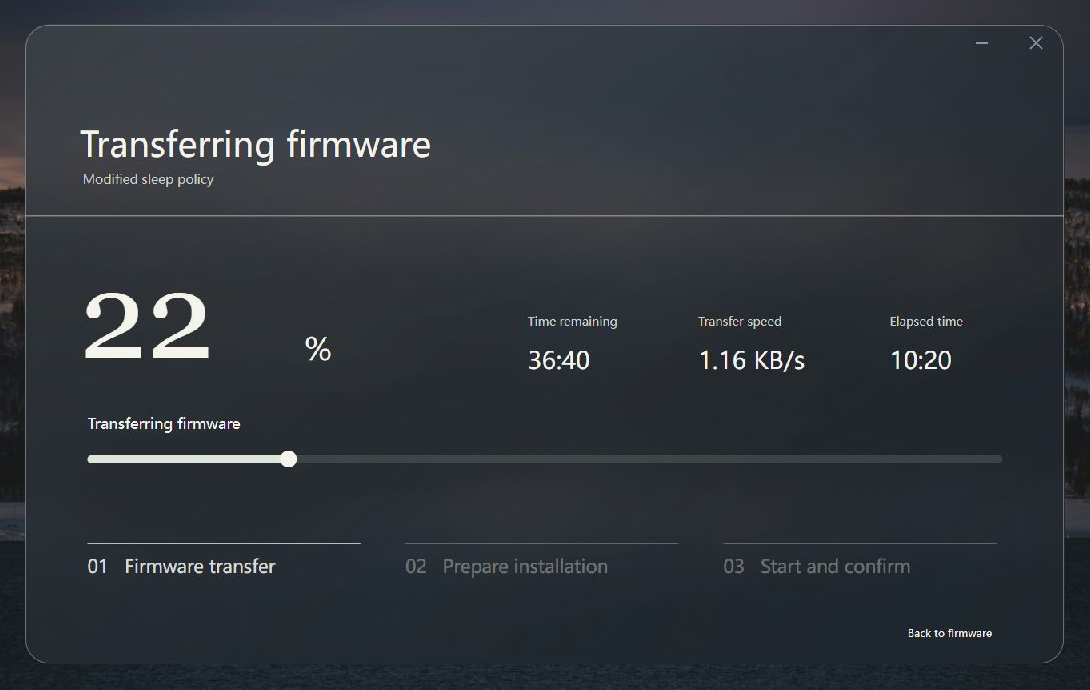 Transferring firmware
Modified sleep policy
22 %
Time remaining
Transfer speed
Elapsed time
36:40
1.16 KB/s
10:20
Transferring firmware
01 Firmware transfer
02 Prepare installation
03 Start and confirm
Back to firmware